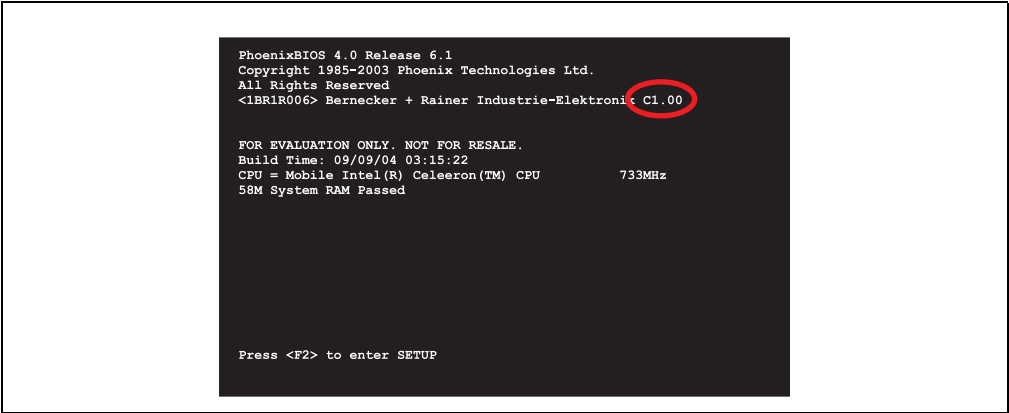 PhoenixBIOS 4.0 Release 6.1
Copyright 1985-2003 Phoenix Technologies Ltd.
All Rights Reserved
<1BR1R006> Bernecker + Rainer Industrie-Elektronik C1.00
FOR EVALUATION ONLY. NOT FOR RESALE.
Build Time: 09/09/04 03:15:22
CPU = Mobile Intel(R) Celeeron(TM) CPU 733MHz
58M System RAM Passed
Press <F2> to enter SETUP